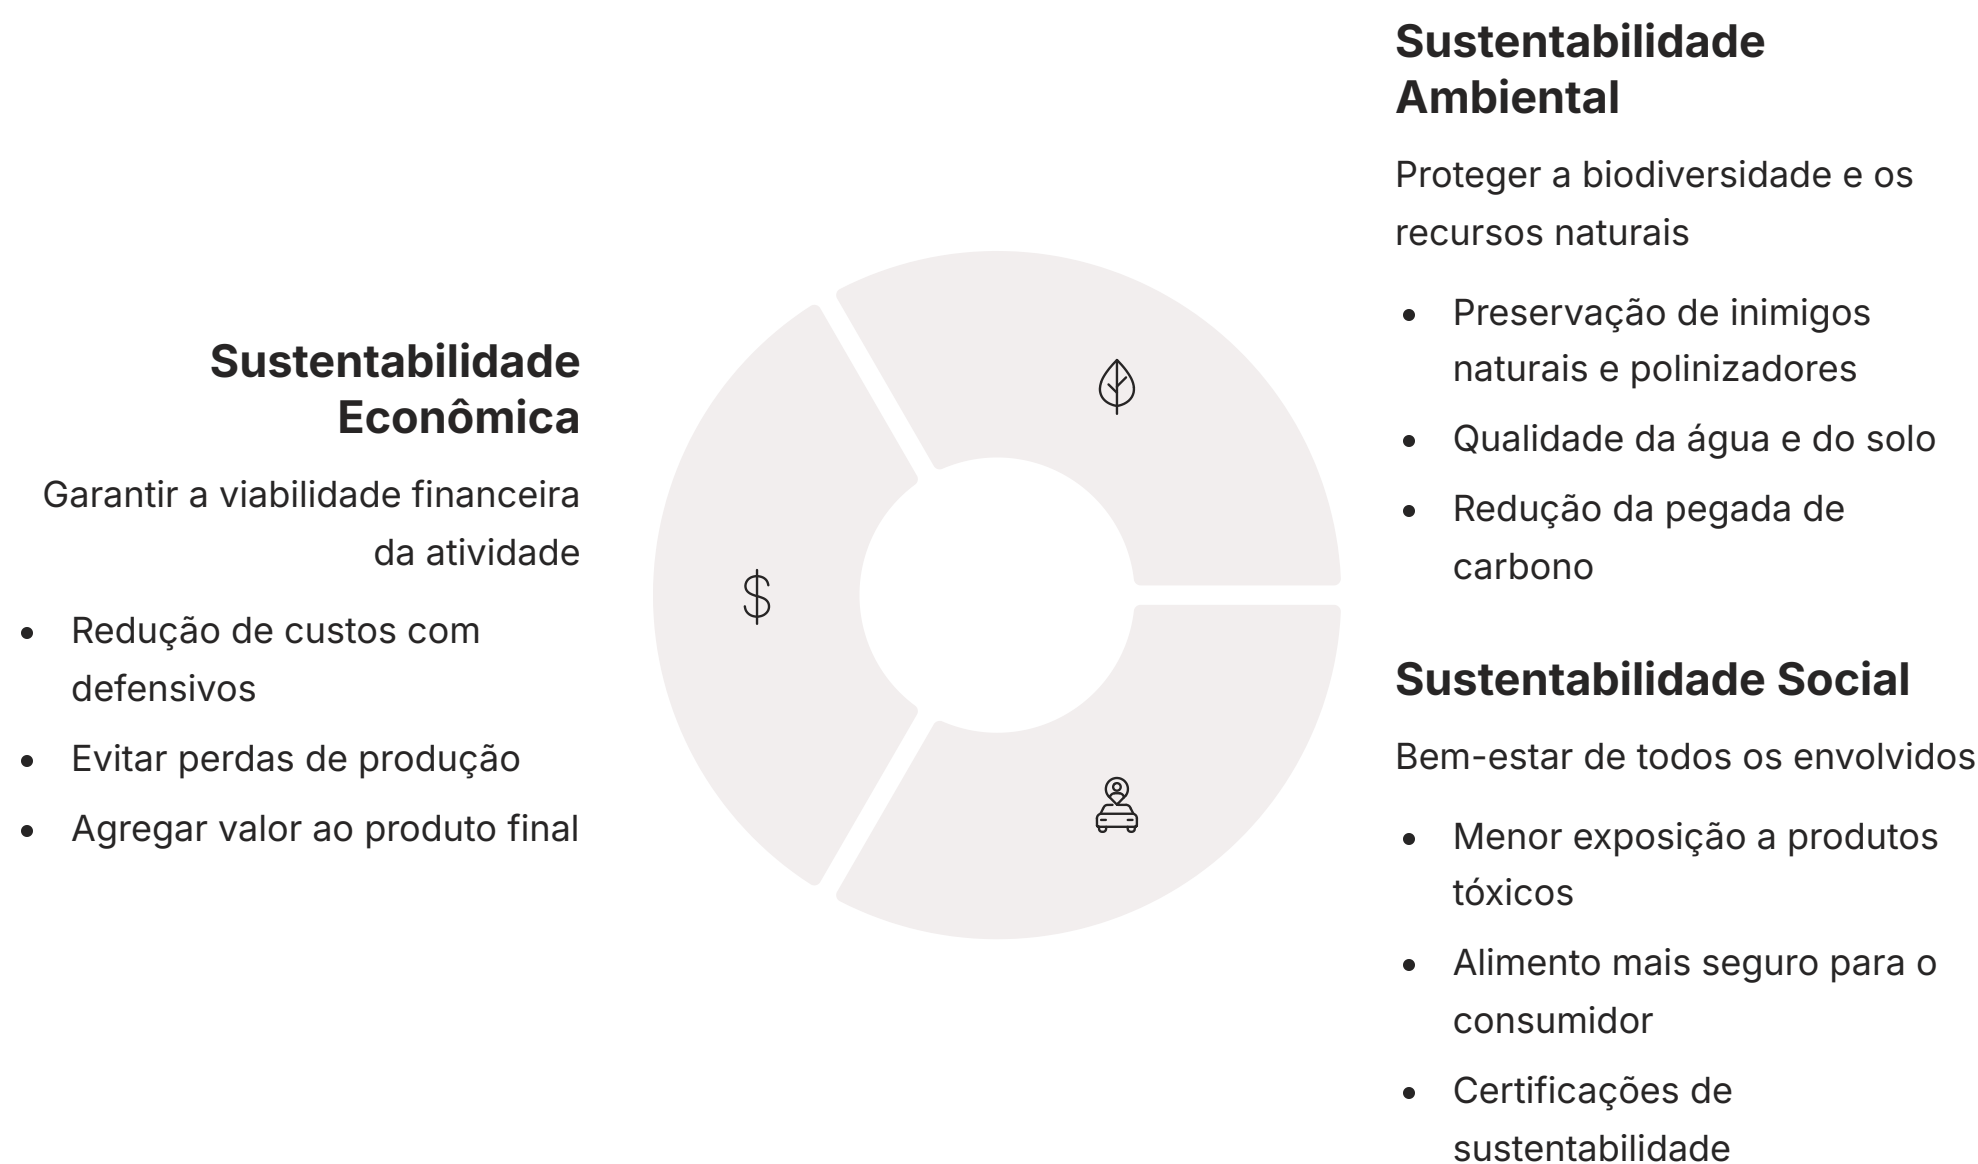 Sustentabilidade
Ambiental
Proteger a biodiversidade e os
recursos naturais
• Preservação de inimigos
naturais e polinizadores
• Qualidade da água e do solo
• Redução da pegada de
carbono
Sustentabilidade
Econômica
Garantir a viabilidade financeira
da atividade
• Redução de custos com
defensivos
• Evitar perdas de produção
• Agregar valor ao produto final
$
Sustentabilidade Social
Bem-estar de todos os envolvidos
• Menor exposição a produtos
tóxicos
• Alimento mais seguro para o
consumidor
• Certificações de
sustentabilidade